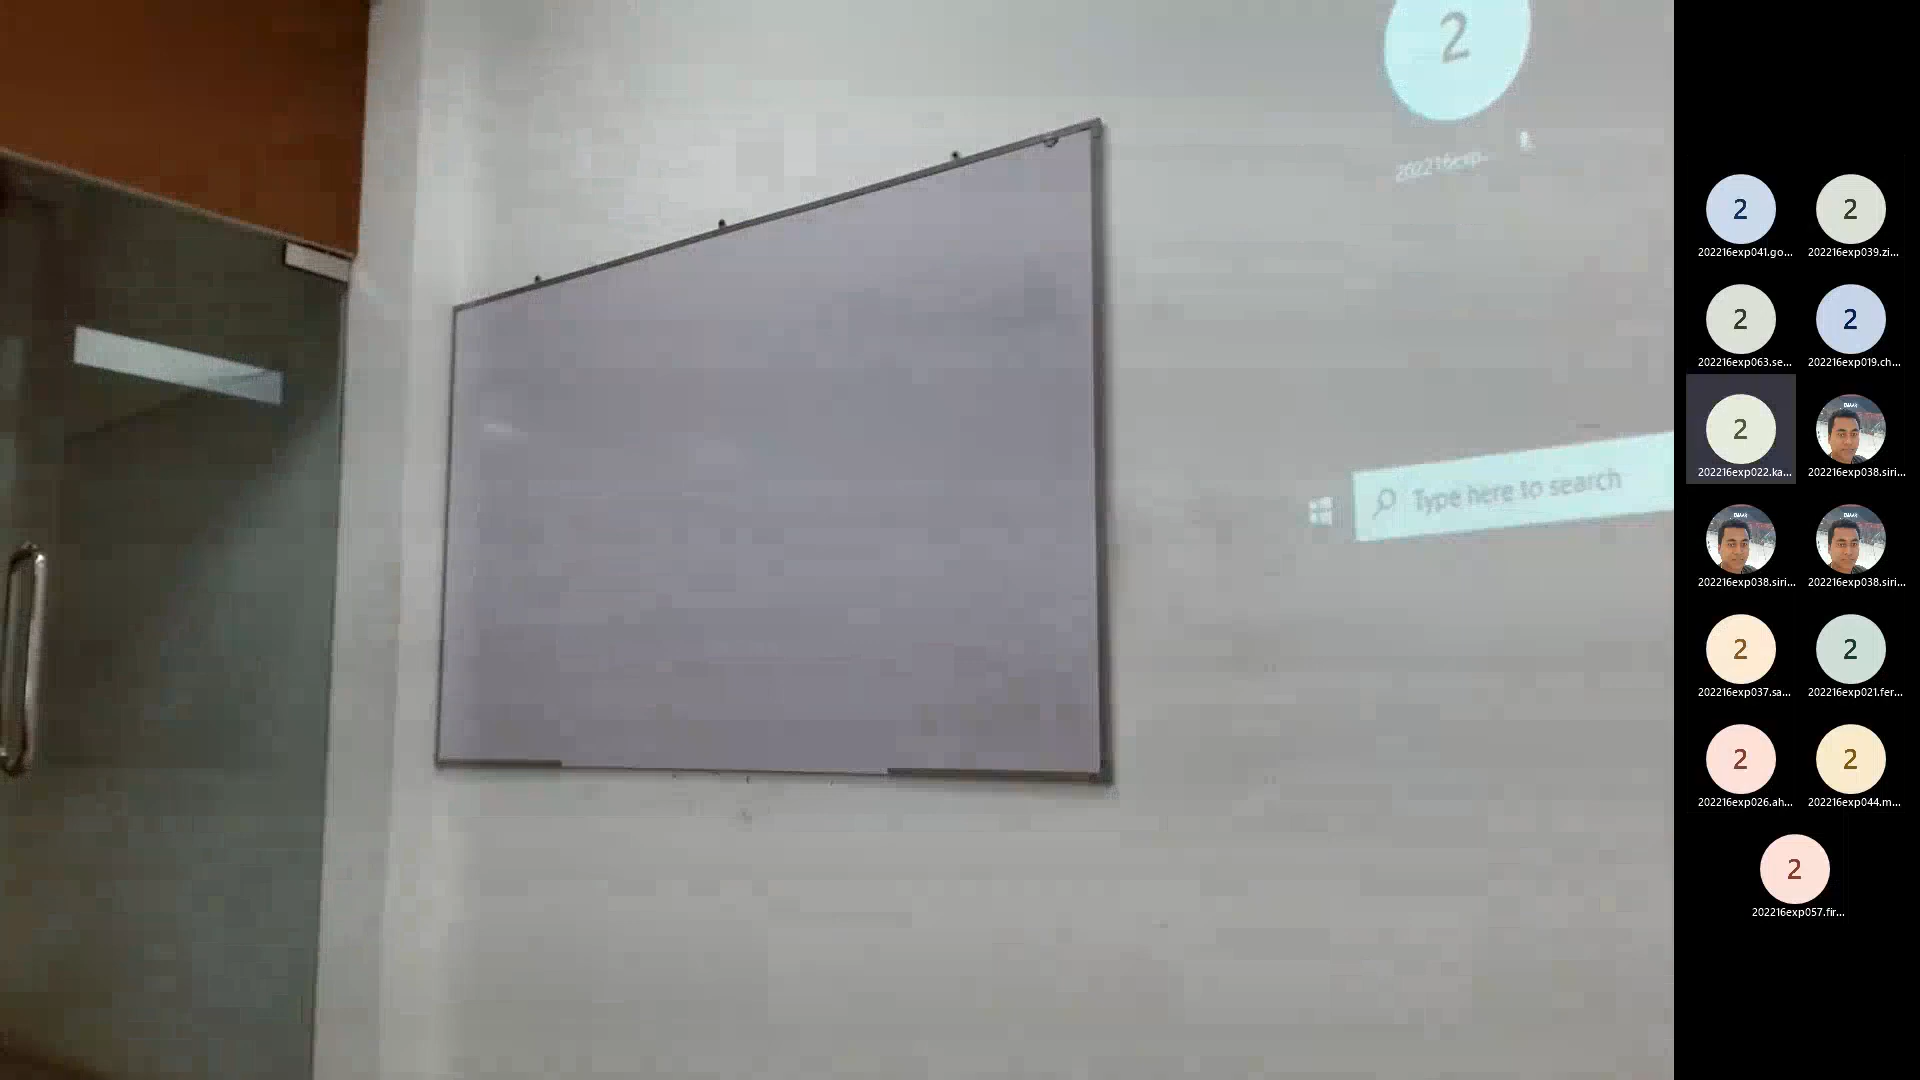 2
202216exp-
Type here to search
2
202216exp041.go...
2
202216exp039.zi...
2
202216exp063.se...
2
202216exp019.ch...
2
202216exp022.ka...
202216exp038.siri...
202216exp038.siri...
202216exp038.siri...
2
202216exp037.sa...
2
202216exp021.fer...
2
202216exp026.ah...
2
202216exp044.m...
2
202216exp057.fir...